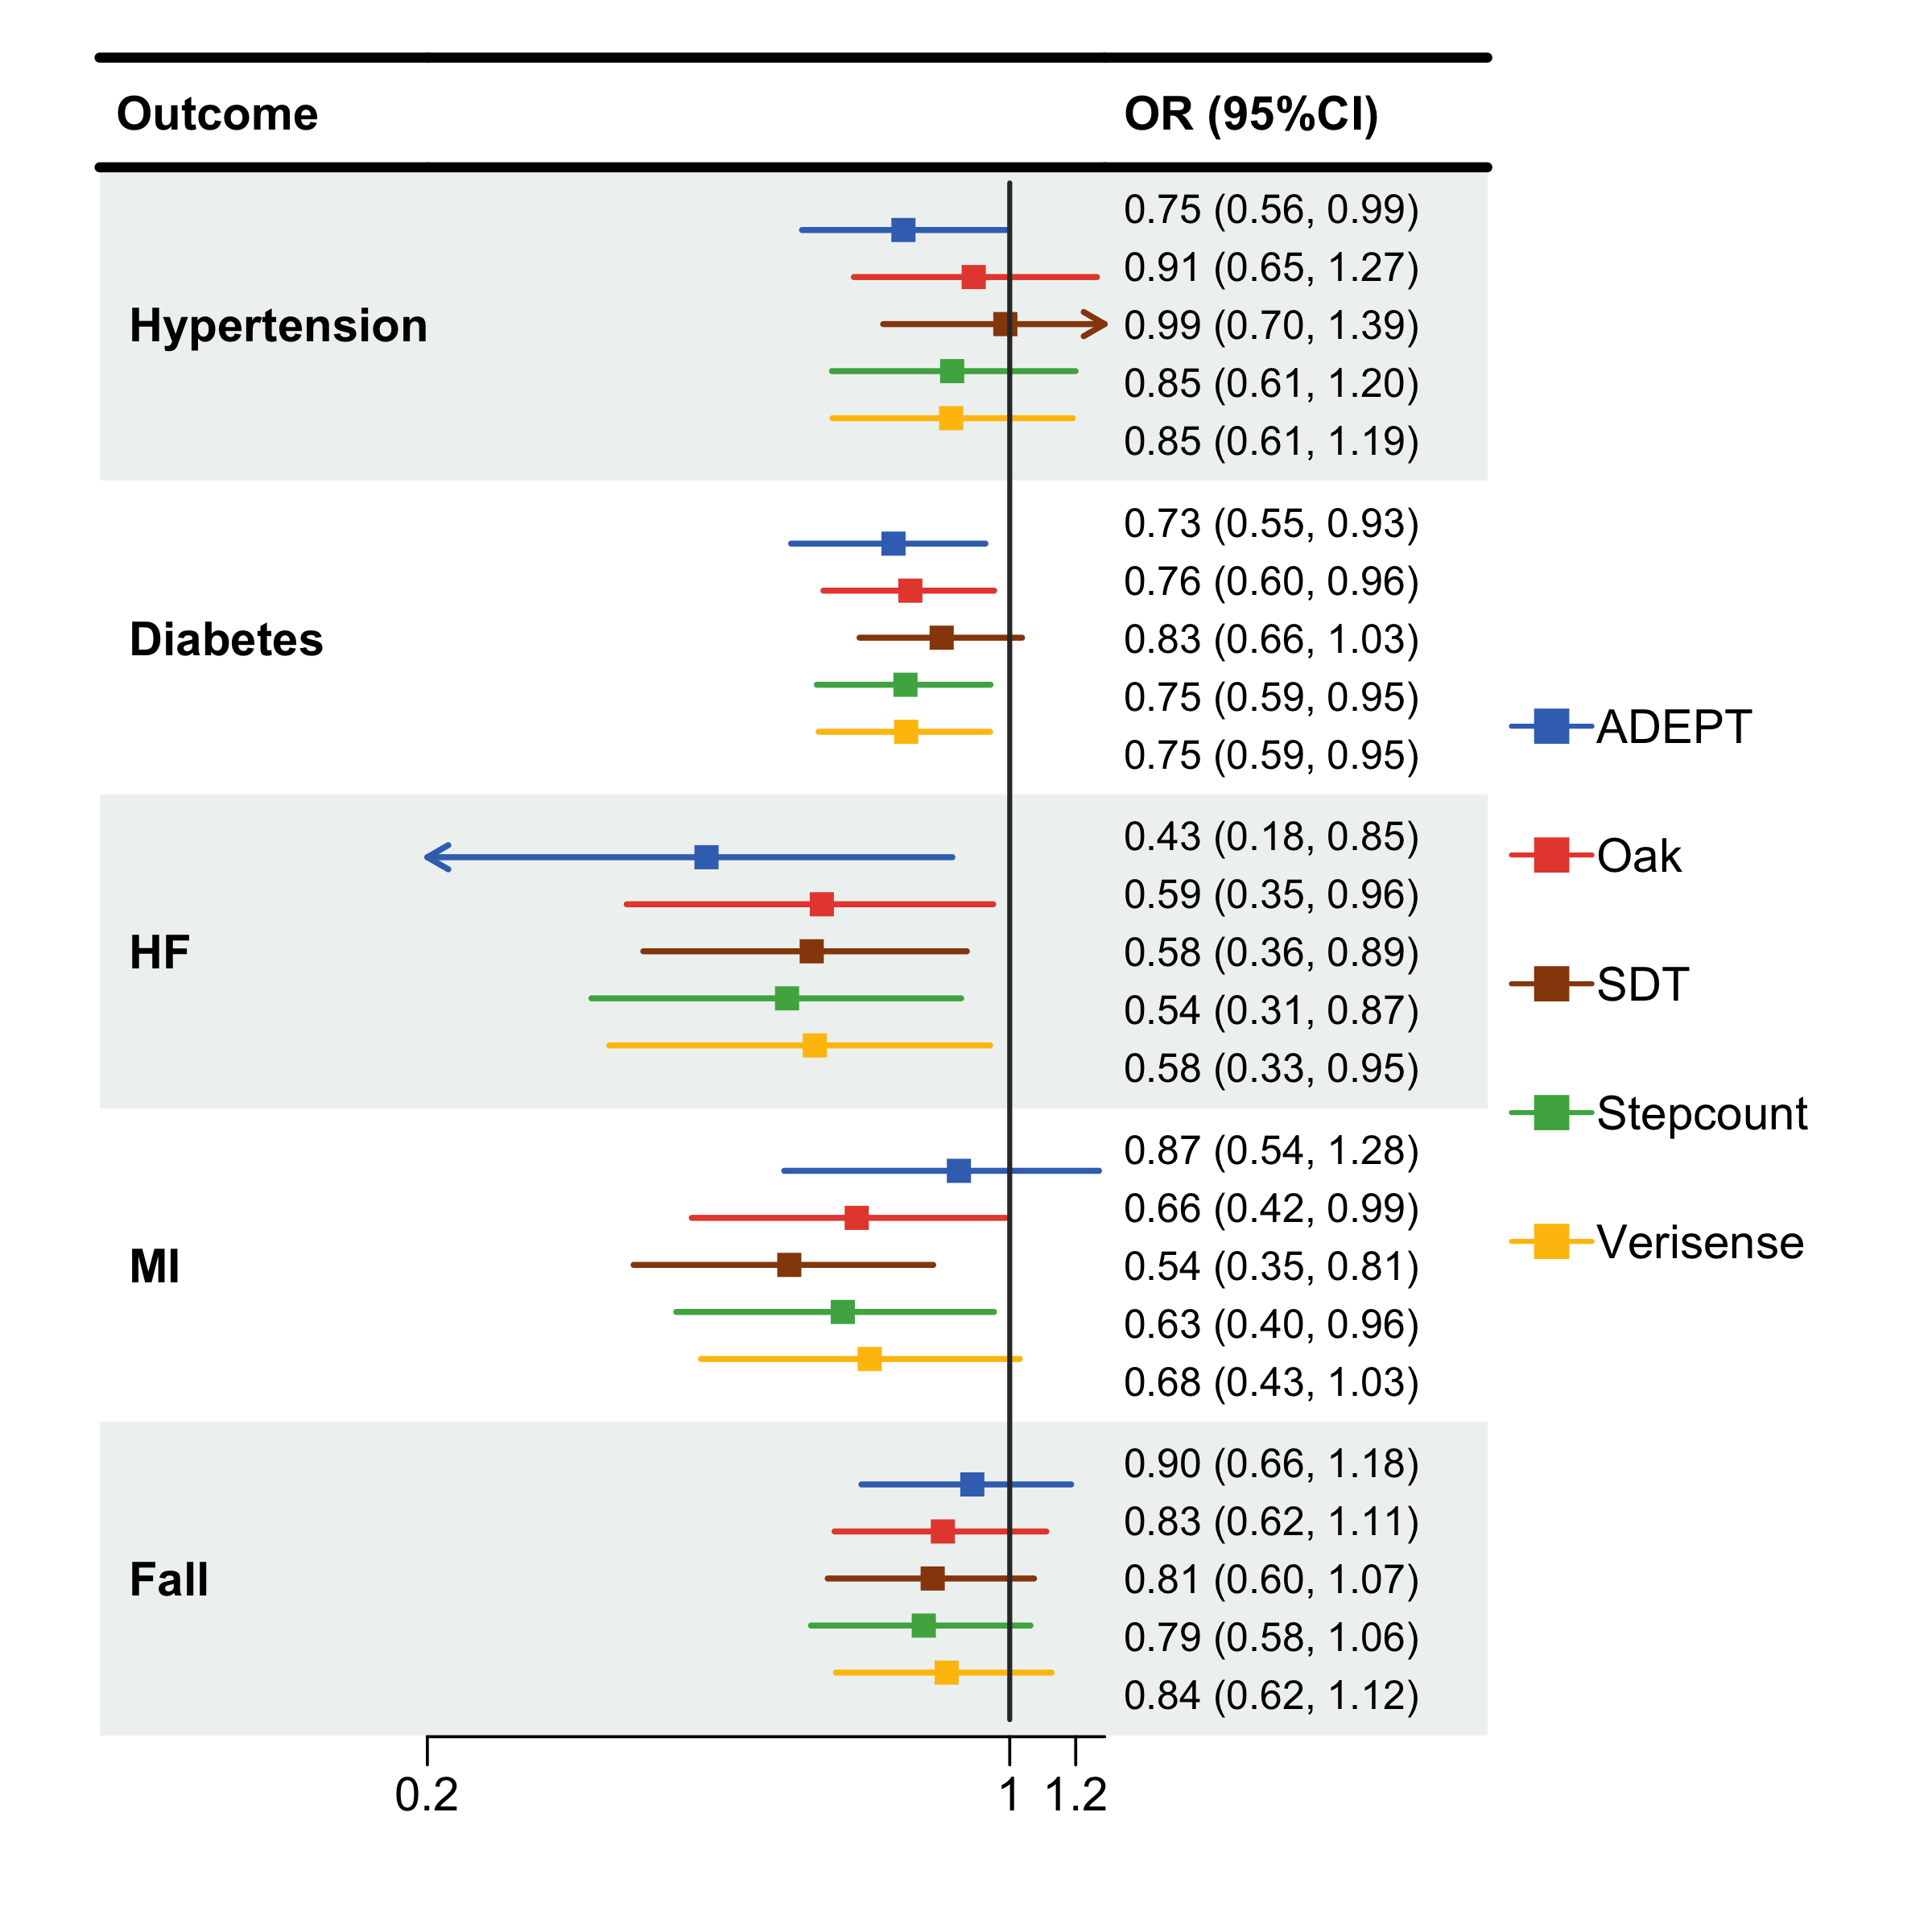 Outcome OR (95%CI)
Hypertension
0.75 (0.56, 0.99)
0.91 (0.65, 1.27)
0.99 (0.70, 1.39)
0.85 (0.61, 1.20)
0.85 (0.61, 1.19)
Diabetes
0.73 (0.55, 0.93)
0.76 (0.60, 0.96)
0.83 (0.66, 1.03)
0.75 (0.59, 0.95)
0.75 (0.59, 0.95)
HF
0.43 (0.18, 0.85)
0.59 (0.35, 0.96)
0.58 (0.36, 0.89)
0.54 (0.31, 0.87)
0.58 (0.33, 0.95)
MI
0.87 (0.54, 1.28)
0.66 (0.42, 0.99)
0.54 (0.35, 0.81)
0.63 (0.40, 0.96)
0.68 (0.43, 1.03)
Fall
0.90 (0.66, 1.18)
0.83 (0.62, 1.11)
0.81 (0.60, 1.07)
0.79 (0.58, 1.06)
0.84 (0.62, 1.12)
0.2 1 1.2
ADEPT
Oak
SDT
Stepcount
Verisense